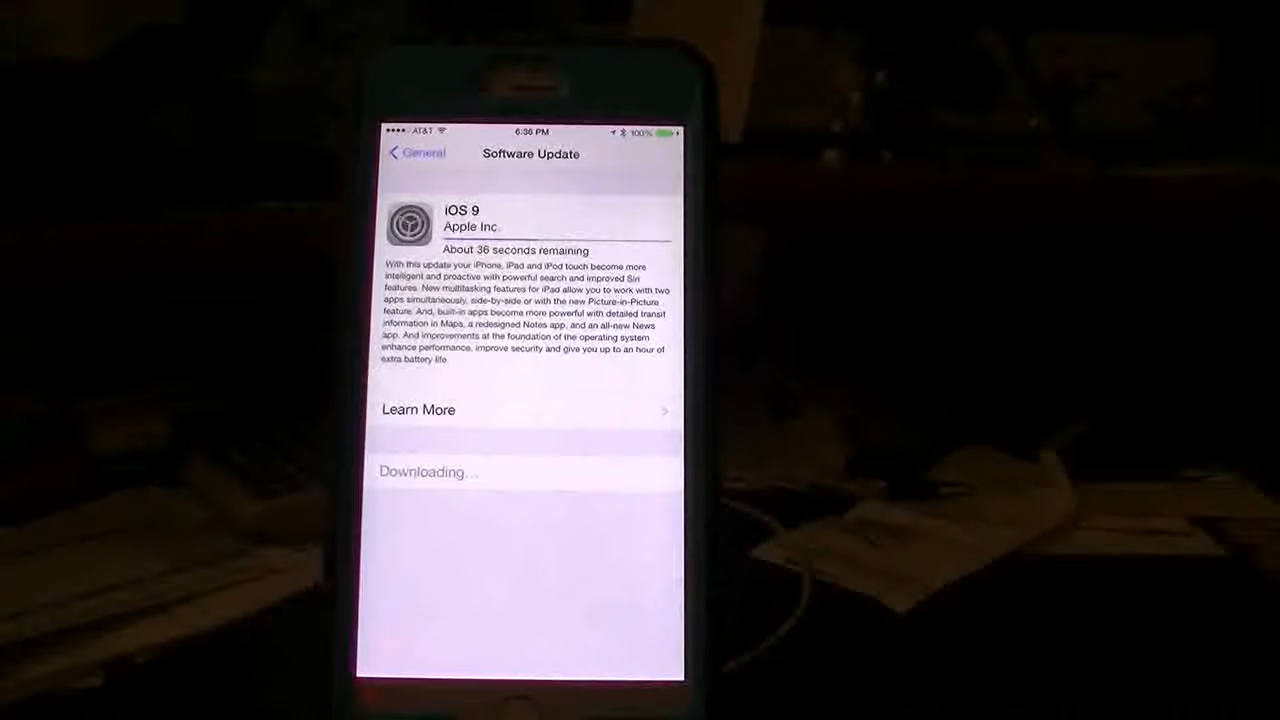 AT&T 6:36 PM 100%
General Software Update
iOS 9
Apple Inc.
About 36 seconds remaining
With this update your iPhone, iPad and iPod touch become more
intelligent and proactive with powerful search and improved Siri
features. New multitasking features for iPad allow you to work with two
apps simultaneously, side-by-side or with the new Picture-in-Picture
feature. And, built-in apps become more powerful with detailed transit
information in Maps, a redesigned Notes app, and an all-new News
app. And improvements at the foundation of the operating system
enhance performance, improve security and give you up to an hour of
extra battery life.
Learn More
Downloading...